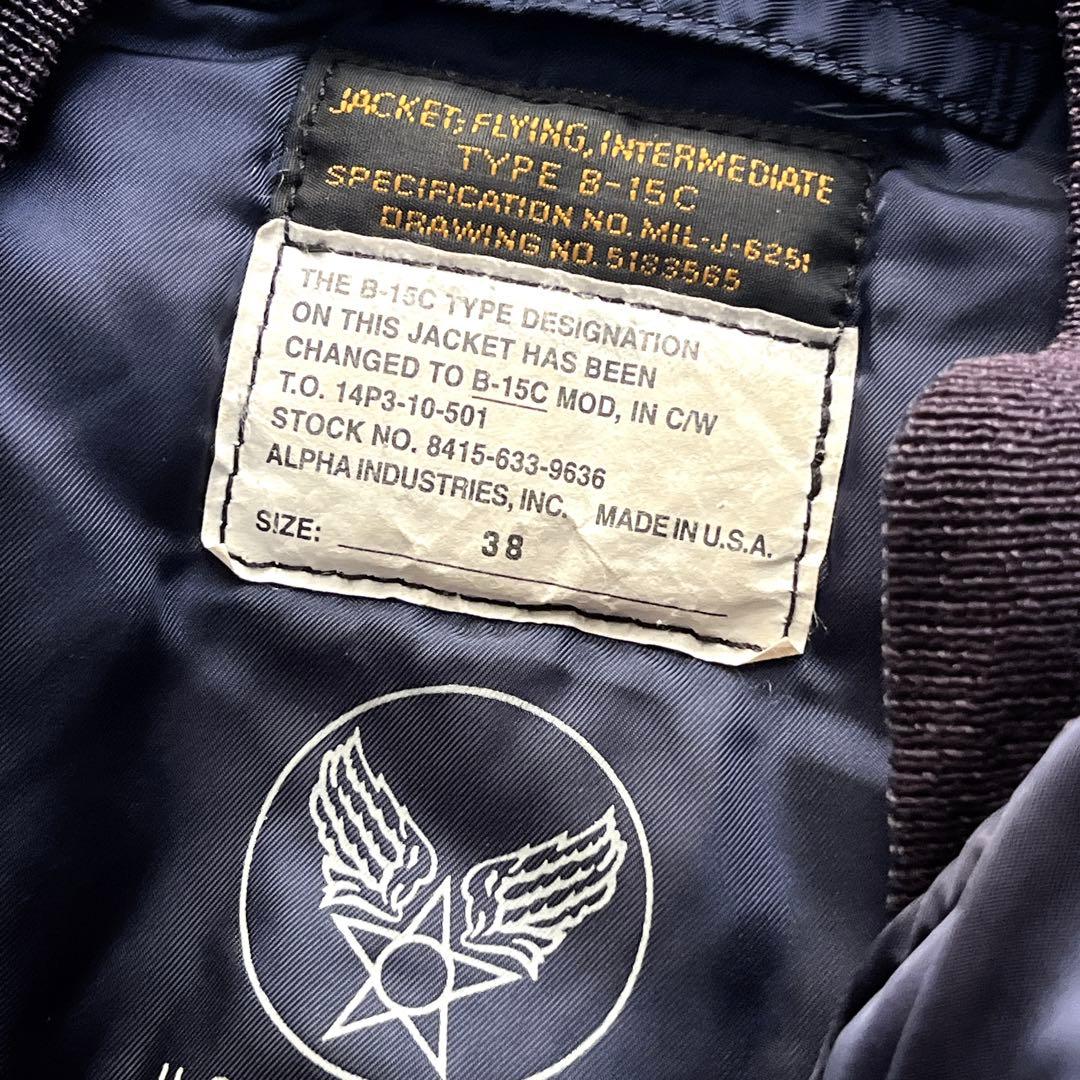 JACKET, FLYING, INTERMEDIATE
TYPE B-15C
SPECIFICATION NO. MIL-J-6251
DRAWING NO. 5183565
THE B-15C TYPE DESIGNATION
ON THIS JACKET HAS BEEN
CHANGED TO B-15C MOD, IN C/W
T.O. 14P3-10-501
STOCK NO. 8415-633-9636
ALPHA INDUSTRIES, INC. MADE IN U.S.A.
SIZE: 38